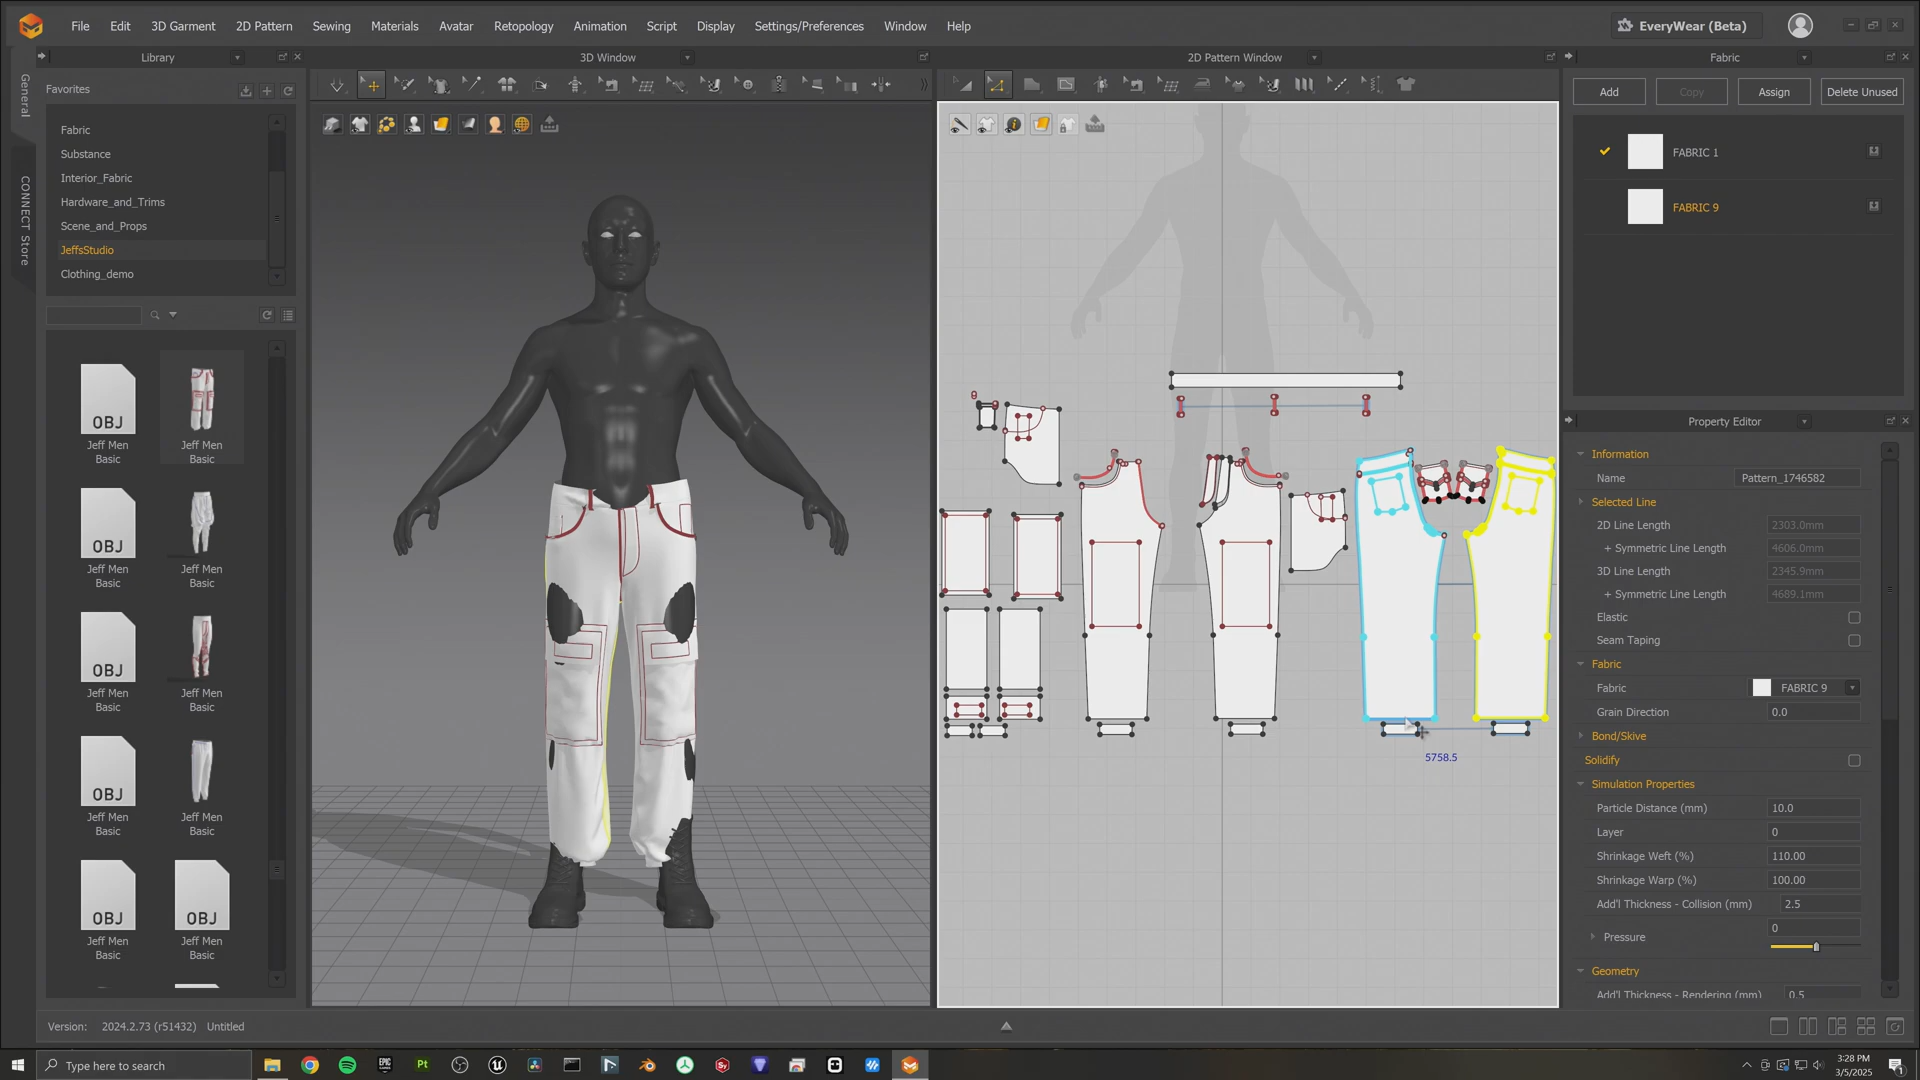 File
Edit
3D Garment
2D Pattern
Sewing
Materials
Avatar
Retopology
Animation
Script
Display
Settings/Preferences
Window
Help
EveryWear (Beta)
General
CONNECT Store
Library
Favorites
Fabric
Substance
Interior_Fabric
Hardware_and_Trims
Scene_and_Props
JeffsStudio
Clothing_demo
OBJ
Jeff Men
Basic
Jeff Men
Basic
OBJ
Jeff Men
Basic
Jeff Men
Basic
OBJ
Jeff Men
Basic
Jeff Men
Basic
OBJ
Jeff Men
Basic
Jeff Men
Basic
OBJ
Jeff Men
Basic
OBJ
Jeff Men
Basic
3D Window
2D Pattern Window
5758.5
Fabric
Add
Copy
Assign
Delete Unused
FABRIC 1
FABRIC 9
Property Editor
Information
Name Pattern_1746582
Selected Line
2D Line Length 2303.0mm
+ Symmetric Line Length 4606.0mm
3D Line Length 2345.9mm
+ Symmetric Line Length 4689.1mm
Elastic
Seam Taping
Fabric
Fabric FABRIC 9
Grain Direction 0.0
Bond/Skive
Solidify
Simulation Properties
Particle Distance (mm) 10.0
Layer 0
Shrinkage Weft (%) 110.00
Shrinkage Warp (%) 100.00
Add'l Thickness - Collision (mm) 2.5
Pressure 0
Geometry
Add'l Thickness - Rendering (mm) 0.5
Version: 2024.2.73 (r51432) Untitled
Type here to search
EPIC
Pt
3:28 PM
3/5/2025
1